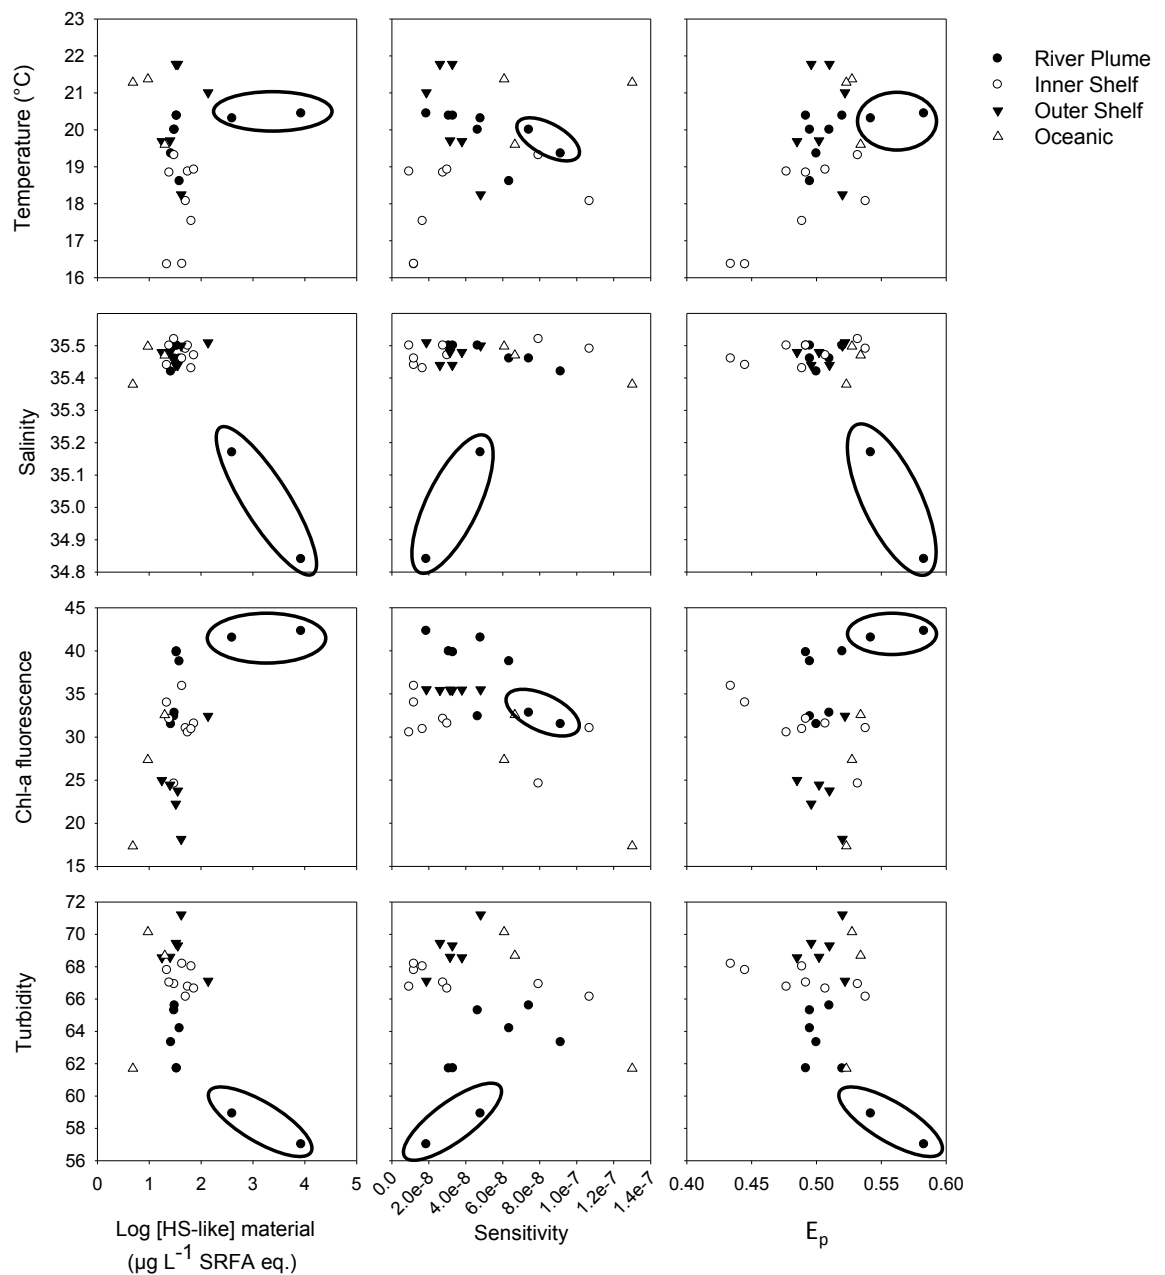 23
22
21
20
19
18
17
16
Temperature (°C)
River Plume
Inner Shelf
Outer Shelf
Oceanic
35.5
35.4
35.3
35.2
35.1
35.0
34.9
34.8
Salinity
45
40
35
30
25
20
15
Chl-a fluorescence
72
70
68
66
64
62
60
58
56
Turbidity
0 1 2 3 4 5
0.0 2.0e-8 4.0e-8 6.0e-8 8.0e-8 1.0e-7 1.2e-7 1.4e-7
0.40 0.45 0.50 0.55 0.60
Log [HS-like] material
(µg L-1 SRFA eq.)
Sensitivity
Ep